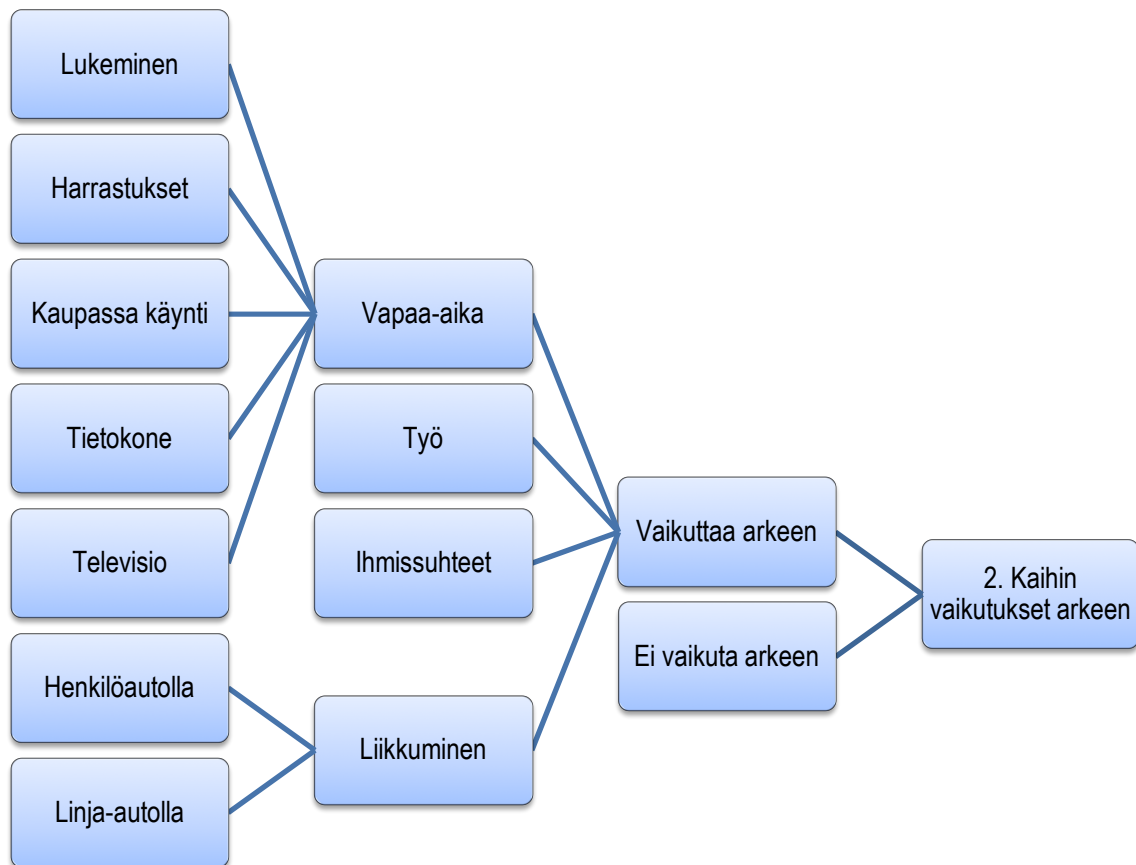 Lukeminen
Harrastukset
Kaupassa käynti
Tietokone
Televisio
Henkilöautolla
Linja-autolla
Vapaa-aika
Työ
Ihmissuhteet
Liikkuminen
Vaikuttaa arkeen
Ei vaikuta arkeen
2. Kaihin
vaikutukset arkeen